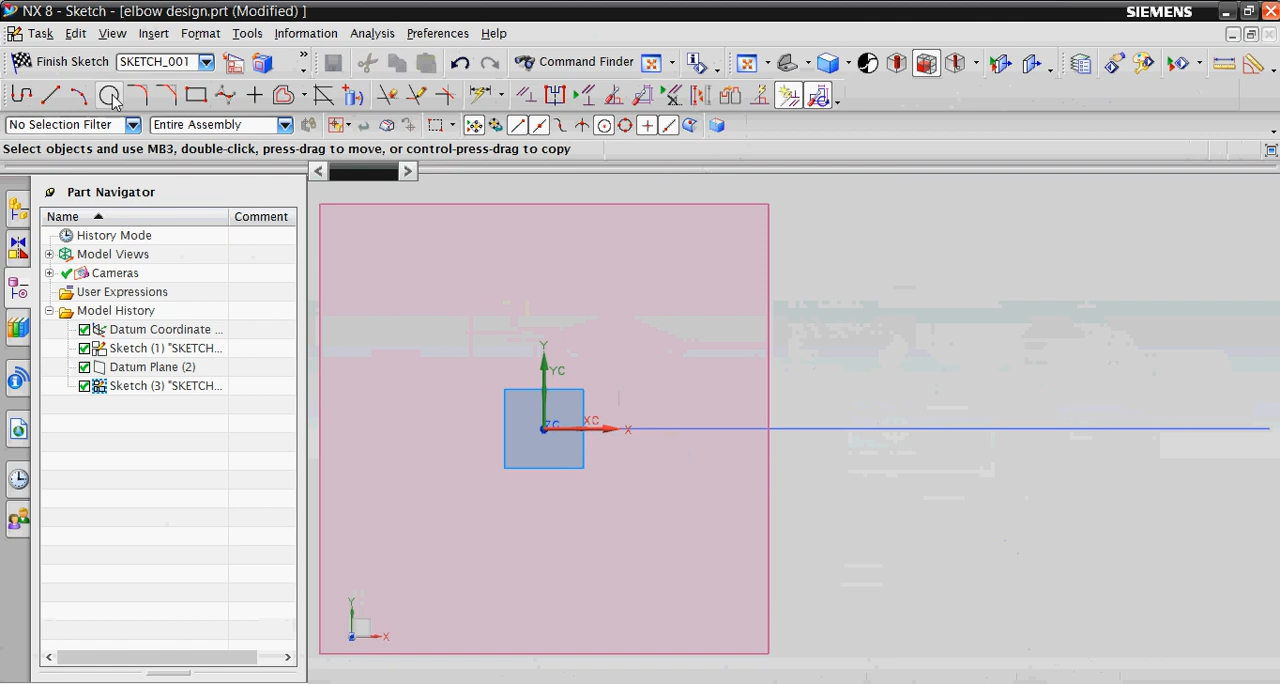 NX 8 - Sketch - [elbow design.prt (Modified) ]
SIEMENS
Task Edit View Insert Format Tools Information Analysis Preferences Help
Finish Sketch SKETCH_001 Command Finder
No Selection Filter Entire Assembly
Select objects and use MB3, double-click, press-drag to move, or control-press-drag to copy
Part Navigator
Name Comment
History Mode
Model Views
Cameras
User Expressions
Model History
Datum Coordinate ...
Sketch (1) "SKETCH...
Datum Plane (2)
Sketch (3) "SKETCH...
Y
YC
XC
ZC
X
Y
X